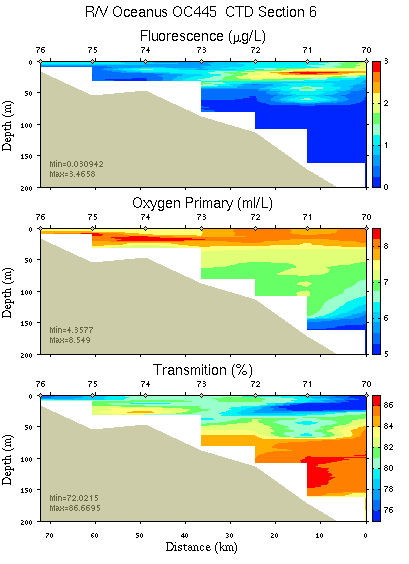 R/V Oceanus OC445 CTD Section 6
Fluorescence (μg/L)
76 75 74 73 72 71 70
0
50
100
150
200
Depth (m)
Min=0.030942
Max=3.4658
3
2
1
0
Oxygen Primary (ml/L)
76 75 74 73 72 71 70
0
50
100
150
200
Depth (m)
Min=4.3577
Max=8.549
8
7
6
5
Transmition (%)
76 75 74 73 72 71 70
0
50
100
150
200
Depth (m)
Min=72.0215
Max=86.6695
86
84
82
80
78
76
70 60 50 40 30 20 10 0
Distance (km)